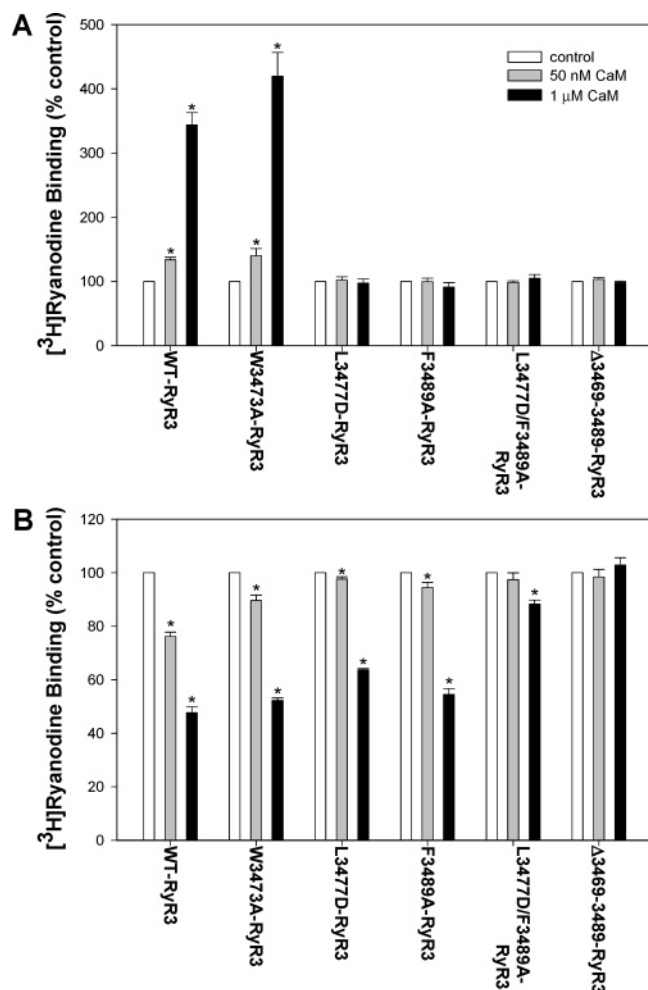 A
[3H]Ryanodine Binding (% control)
500
400
300
200
100
0
control
50 nM CaM
1 μM CaM
*
*
*
*
WT-RyR3
W3473A-RyR3
L3477D-RyR3
F3489A-RyR3
L3477D/F3489A-
RyR3
Δ3469-3489-RyR3
B
[3H]Ryanodine Binding (% control)
120
100
80
60
40
20
0
*
*
*
*
*
*
*
*
*
WT-RyR3
W3473A-RyR3
L3477D-RyR3
F3489A-RyR3
L3477D/F3489A-
RyR3
Δ3469-3489-RyR3